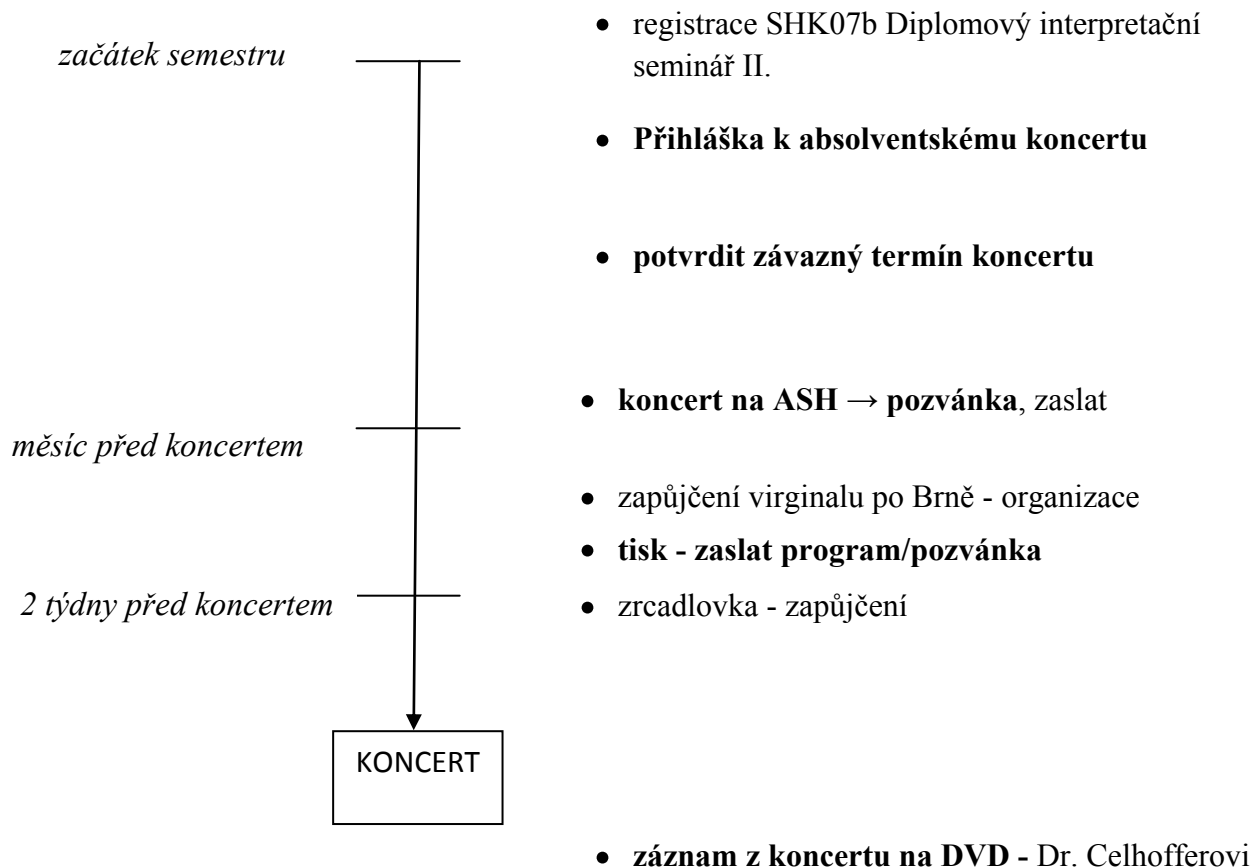 začátek semestru
• registrace SHK07b Diplomový interpretační
seminář II.
• Přihláška k absolventskému koncertu
• potvrdit závazný termín koncertu
• koncert na ASH → pozvánka, zaslat
měsíc před koncertem
• zapůjčení virginalu po Brně - organizace
• tisk - zaslat program/pozvánka
2 týdny před koncertem
• zrcadlovka - zapůjčení
KONCERT
• záznam z koncertu na DVD - Dr. Celhofferovi